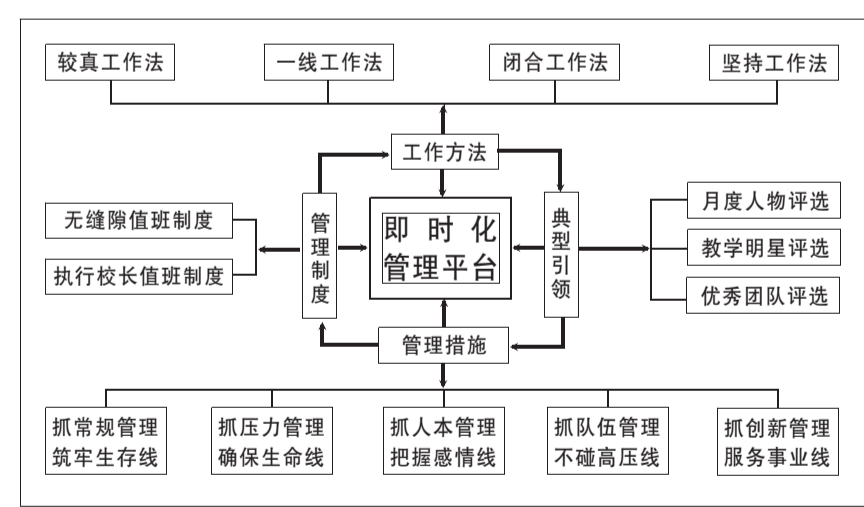 较真工作法
一线工作法
闭合工作法
坚持工作法
工作方法
无缝隙值班制度
执行校长值班制度
管理制度
即时化
管理平台
典型引领
月度人物评选
教学明星评选
优秀团队评选
管理措施
抓常规管理
筑牢生存线
抓压力管理
确保生命线
抓人本管理
把握感情线
抓队伍管理
不碰高压线
抓创新管理
服务事业线